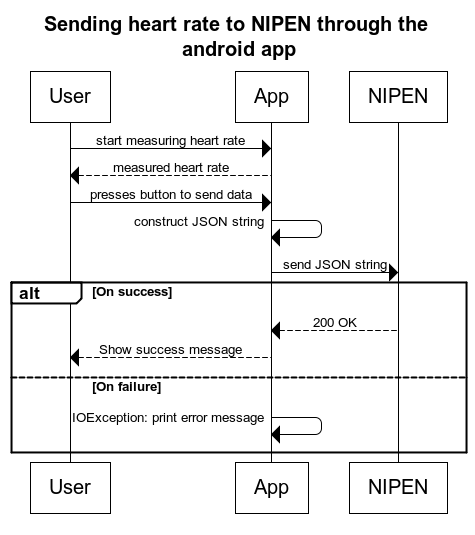 Sending heart rate to NIPEN through the
android app
User App NIPEN
start measuring heart rate
measured heart rate
presses button to send data
construct JSON string
send JSON string
alt [On success]
200 OK
Show success message
[On failure]
IOException: print error message
User App NIPEN